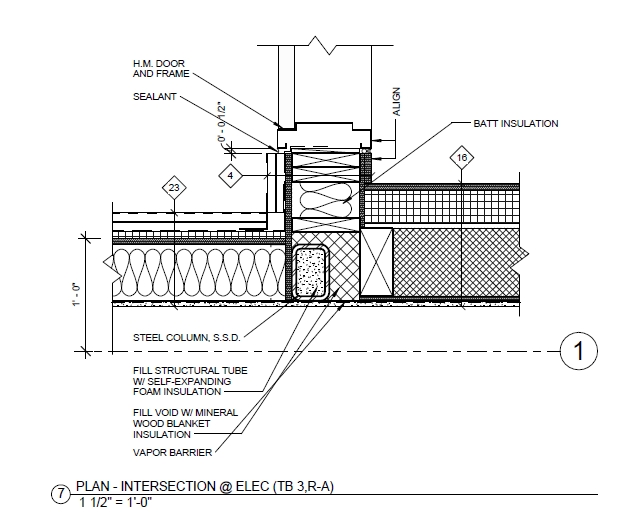 H.M. DOOR
AND FRAME
SEALANT
0' - 0 1/2"
ALIGN
BATT INSULATION
4
16
23
1' - 0"
STEEL COLUMN, S.S.D.
1
FILL STRUCTURAL TUBE
W/ SELF-EXPANDING
FOAM INSULATION
FILL VOID W/ MINERAL
WOOD BLANKET
INSULATION
VAPOR BARRIER
7 PLAN - INTERSECTION @ ELEC (TB 3,R-A)
1 1/2" = 1'-0"